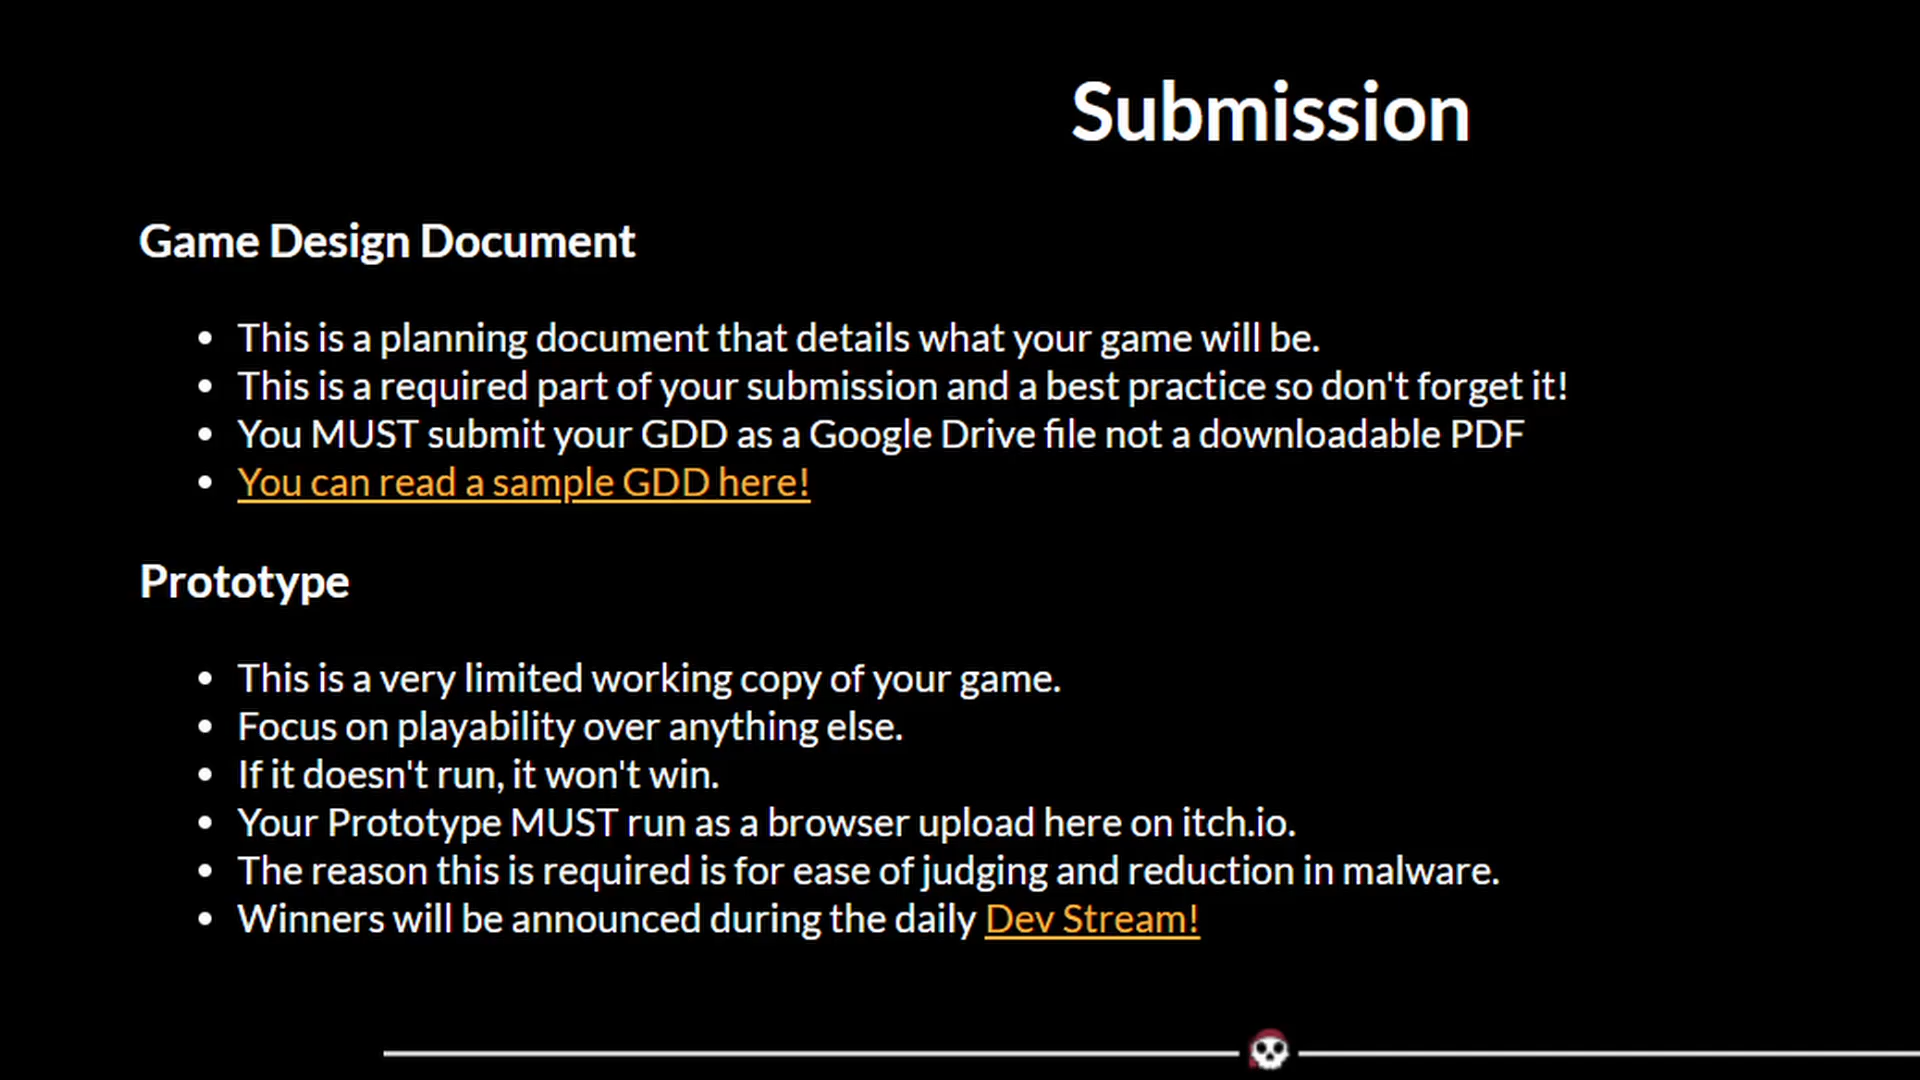 Submission
Game Design Document
• This is a planning document that details what your game will be.
• This is a required part of your submission and a best practice so don't forget it!
• You MUST submit your GDD as a Google Drive file not a downloadable PDF
• You can read a sample GDD here!
Prototype
• This is a very limited working copy of your game.
• Focus on playability over anything else.
• If it doesn't run, it won't win.
• Your Prototype MUST run as a browser upload here on itch.io.
• The reason this is required is for ease of judging and reduction in malware.
• Winners will be announced during the daily Dev Stream!